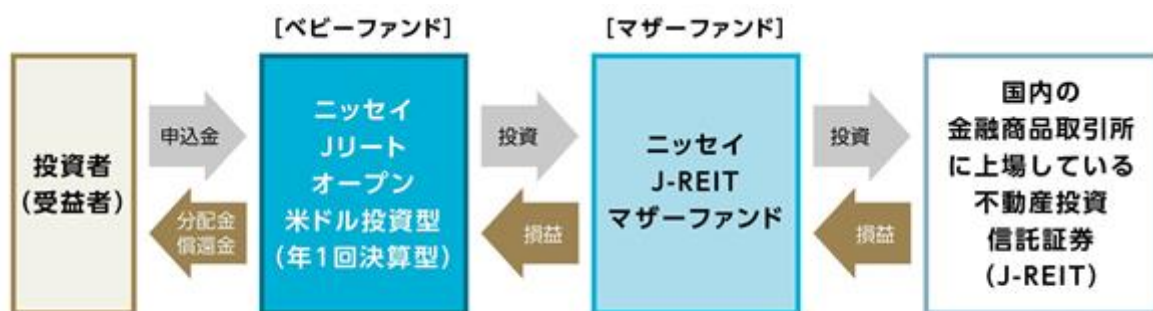 ［ベビーファンド］
［マザーファンド］
投資者
（受益者）
申込金
分配金
償還金
ニッセイ
Jリート
オープン
米ドル投資型
（年1回決算型）
投資
損益
ニッセイ
J-REIT
マザーファンド
投資
損益
国内の
金融商品取引所
に上場している
不動産投資
信託証券
（J-REIT）